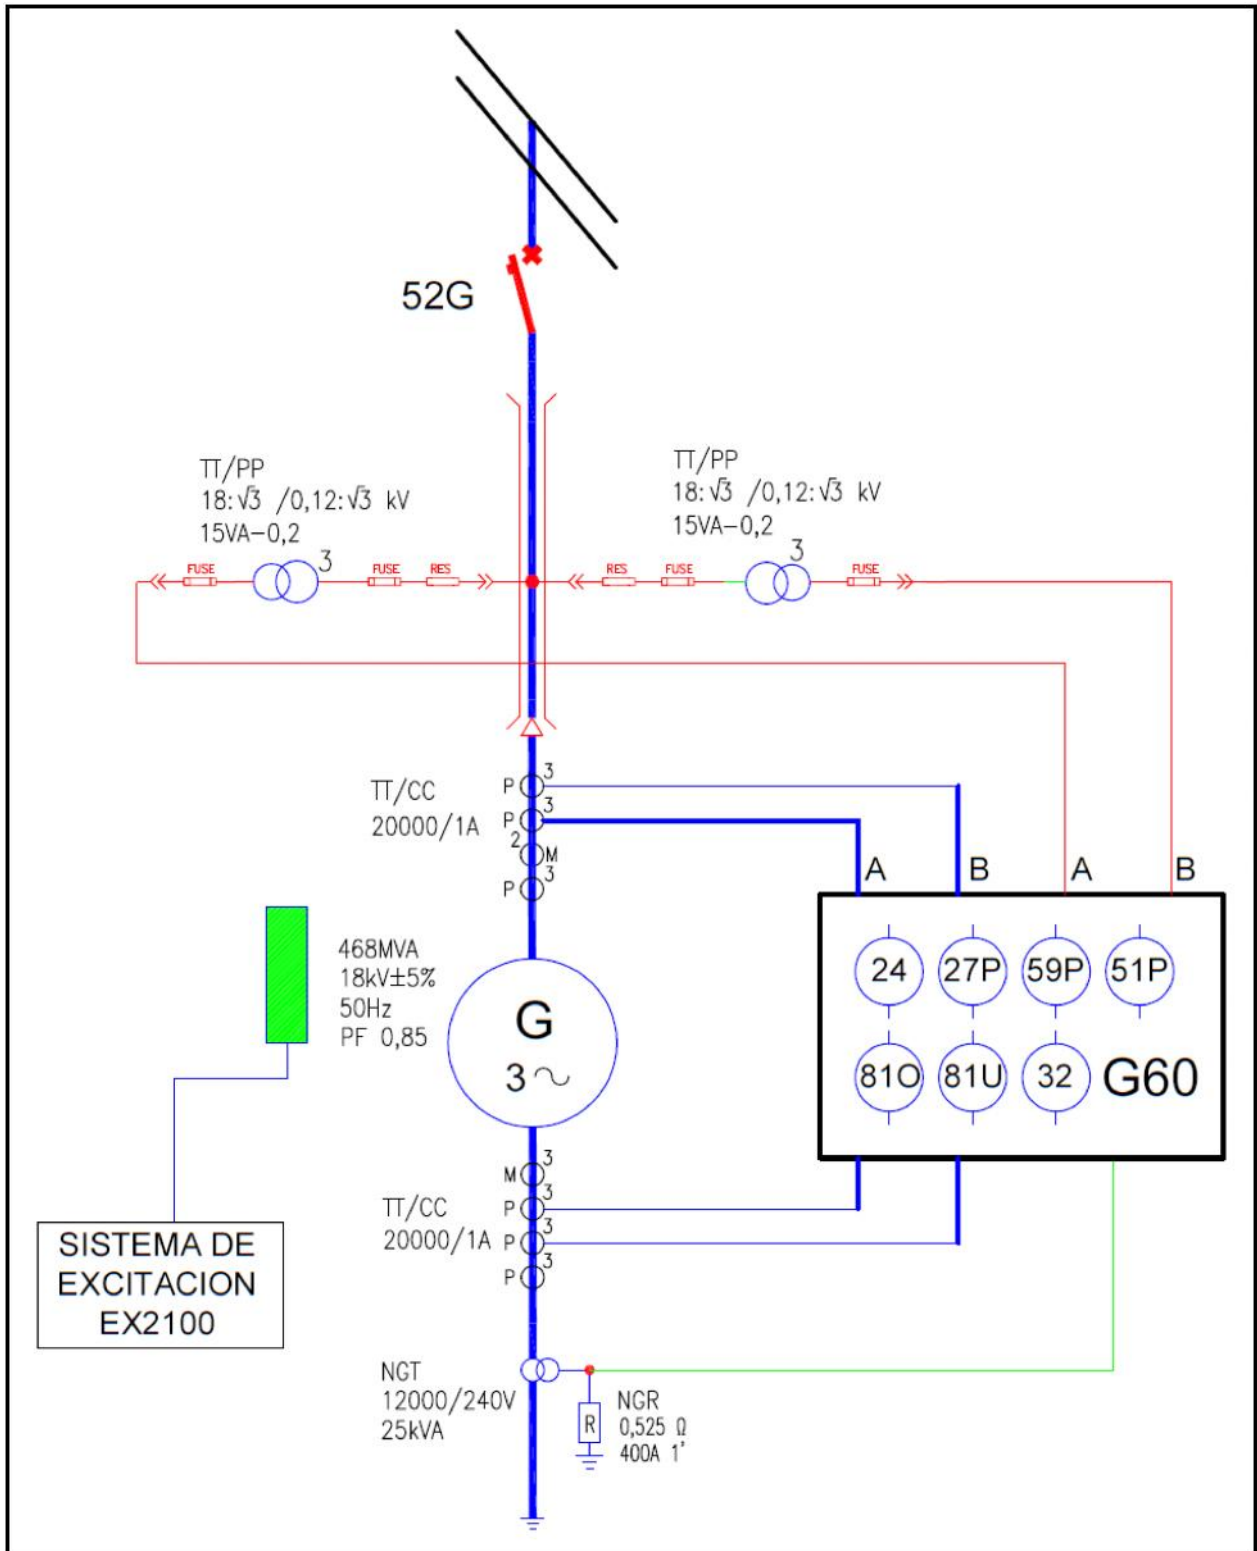 52G
TT/PP
18:√3 /0,12:√3 kV
15VA-0,2
TT/PP
18:√3 /0,12:√3 kV
15VA-0,2
FUSE
3
FUSE
RES
RES
FUSE
3
FUSE
TT/CC
20000/1A
P 3
P 3
2 M
P 3
A B A B
468MVA
18kV±5%
50Hz
PF 0,85
G
3~
24 27P 59P 51P
81O 81U 32 G60
M 3
TT/CC
20000/1A
P 3
P 3
P 3
SISTEMA DE
EXCITACION
EX2100
NGT
12000/240V
25kVA
R
NGR
0,525 Ω
400A 1'